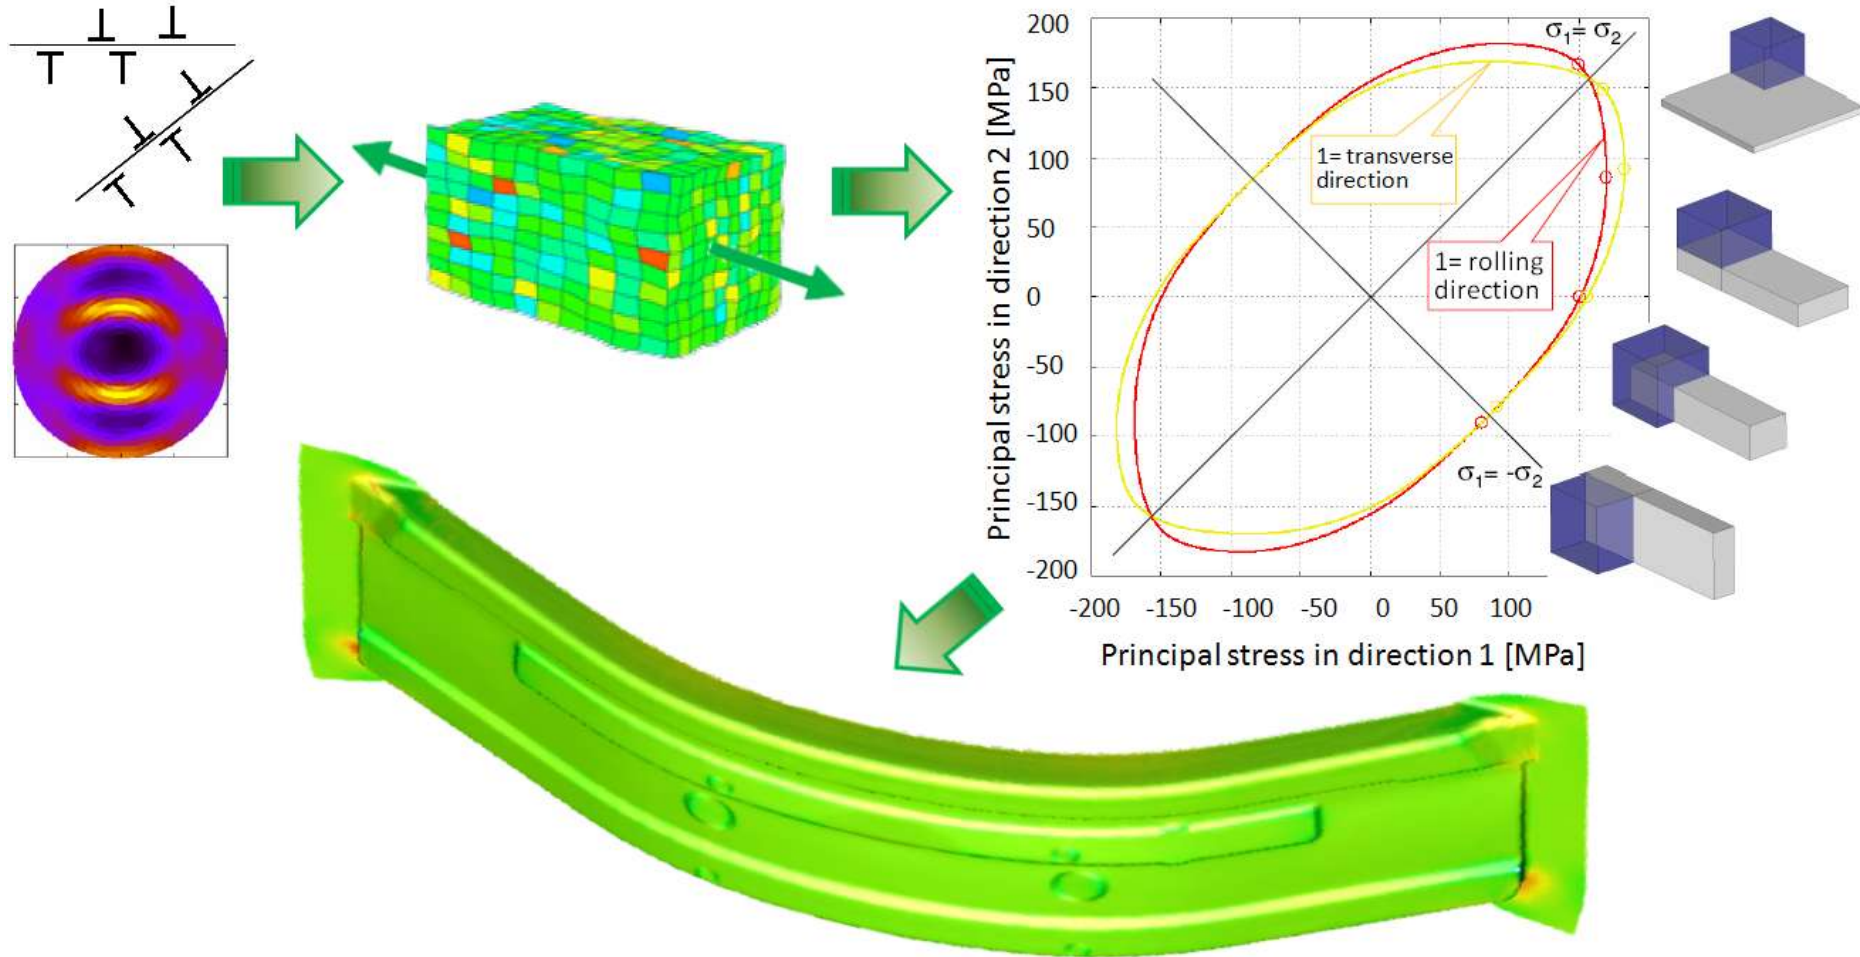 200
150
100
50
0
-50
-100
-150
-200
Principal stress in direction 2 [MPa]
σ₁= σ₂
1= transverse
direction
1= rolling
direction
σ₁= -σ₂
-200 -150 -100 -50 0 50 100
Principal stress in direction 1 [MPa]